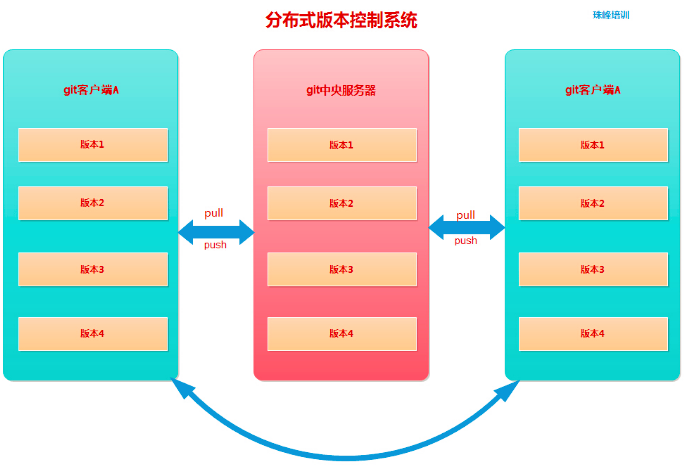 分布式版本控制系统
珠峰培训
git客户端A
版本1
版本2
版本3
版本4
pull
push
git中央服务器
版本1
版本2
版本3
版本4
pull
push
git客户端A
版本1
版本2
版本3
版本4